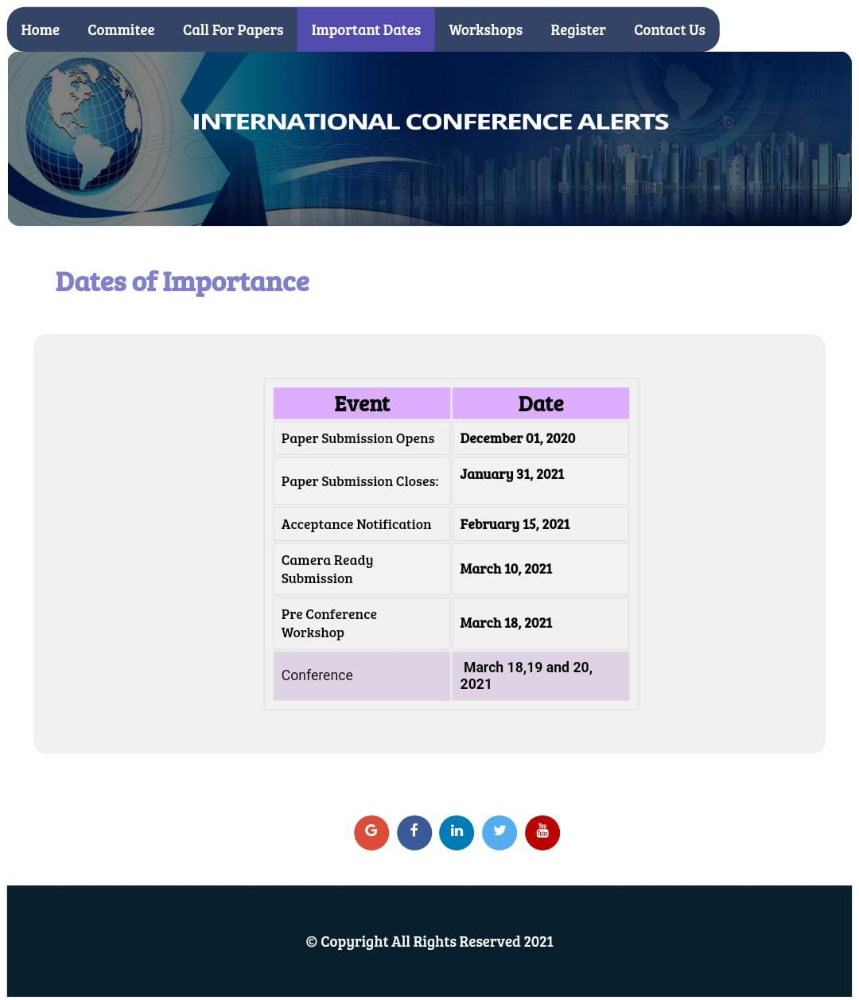 Home Commitee Call For Papers Important Dates Workshops Register Contact Us
INTERNATIONAL CONFERENCE ALERTS
Dates of Importance
Event Date
Paper Submission Opens December 01, 2020
Paper Submission Closes: January 31, 2021
Acceptance Notification February 15, 2021
Camera Ready
Submission
March 10, 2021
Pre Conference
Workshop
March 18, 2021
Conference
March 18,19 and 20,
2021
G f in You
Tube
© Copyright All Rights Reserved 2021